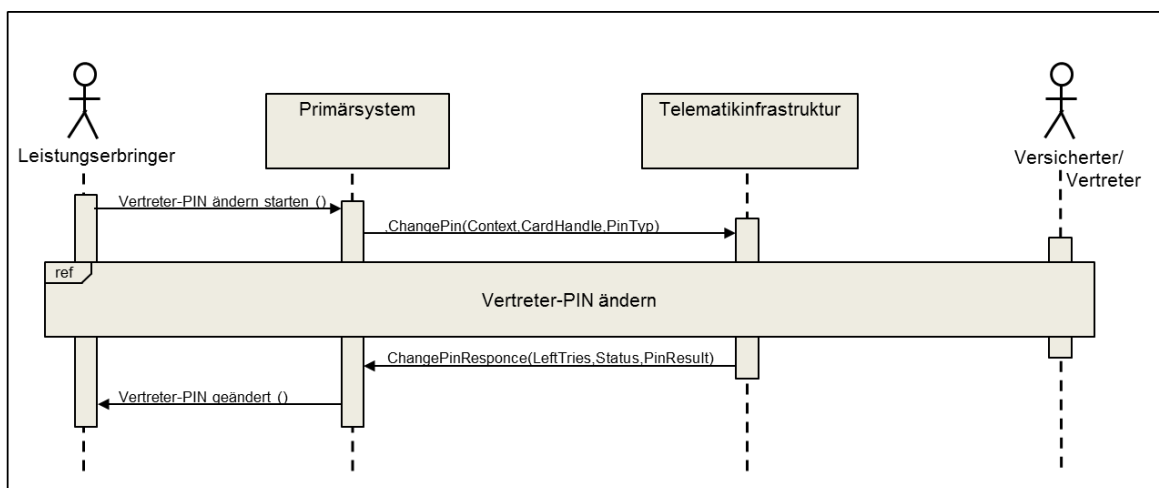 Primärsystem
Telematikinfrastruktur
Leistungserbringer
Versicherter/
Vertreter
Vertreter-PIN ändern starten ()
.ChangePin(Context,CardHandle,PinTyp)
ref
Vertreter-PIN ändern
ChangePinResponce(LeftTries,Status,PinResult)
Vertreter-PIN geändert ()